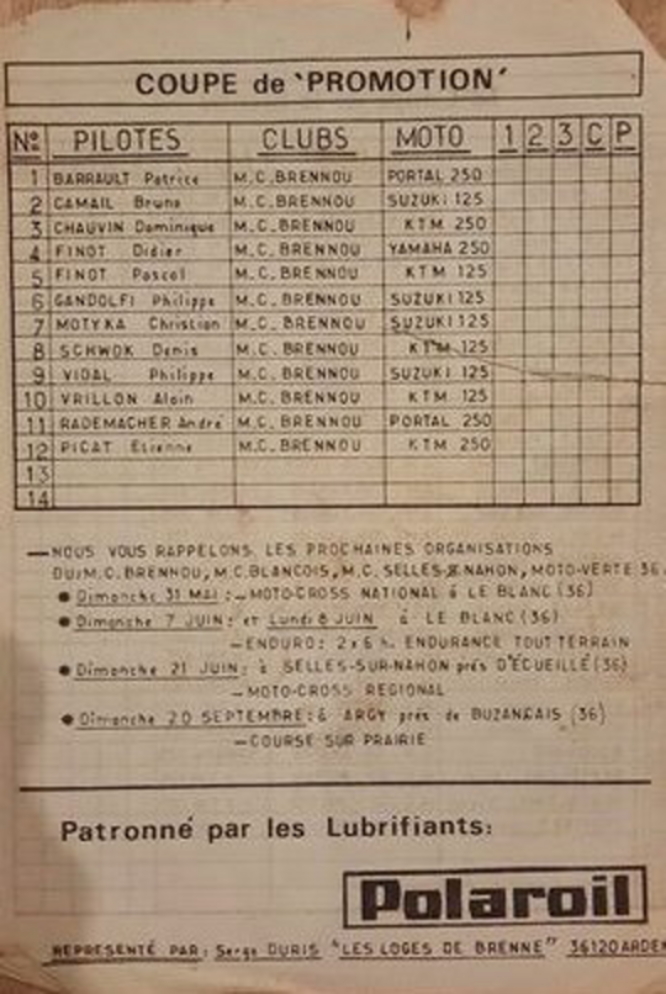 COUPE de 'PROMOTION'
Nº PILOTES CLUBS MOTO 1 2 3 C P
1 BARRAULT Patrice M.C.BRENNOU PORTAL 250
2 CAMAIL Bruno M.C.BRENNOU SUZUKI 125
3 CHAUVIN Dominique M.C.BRENNOU KTM 250
4 FINOT Didier M.C.BRENNOU YAMAHA 250
5 FINOT Pascal M.C.BRENNOU KTM 125
6 GANDOLFI Philippe M.C.BRENNOU SUZUKI 125
7 MOTYKA Christian M.C.BRENNOU SUZUKI 125
8 SCHWOK Denis M.C.BRENNOU KTM 125
9 VIDAL Philippe M.C.BRENNOU SUZUKI 125
10 VRILLON Alain M.C.BRENNOU KTM 125
11 RADEMACHER André M.C.BRENNOU PORTAL 250
12 PICAT Etienne M.C.BRENNOU KTM 250
13
14
—NOUS VOUS RAPPELONS LES PROCHAINES ORGANISATIONS
DU:M.C.BRENNOU, M.C.BLANCOIS, M.C. SELLES-NAHON, MOTO-VERTE 36.
● Dimanche 31 MAI :—MOTO-CROSS NATIONAL à LE BLANC (36)
● Dimanche 7 JUIN: et Lundi 8 JUIN à LE BLANC (36)
—ENDURO: 2x6 h. ENDURANCE TOUT TERRAIN
● Dimanche 21 JUIN: à SELLES-SUR-NAHON près D'ÉCUEILLÉ (36)
—MOTO-CROSS REGIONAL
● Dimanche 20 SEPTEMBRE: à ARGY près de BUZANCAIS (36)
—COURSE SUR PRAIRIE
Patronné par les Lubrifiants:
Polaroil
REPRESENTÉ PAR: Serge DURIS "LES LOGES DE BRENNE" 36120 ARDEN